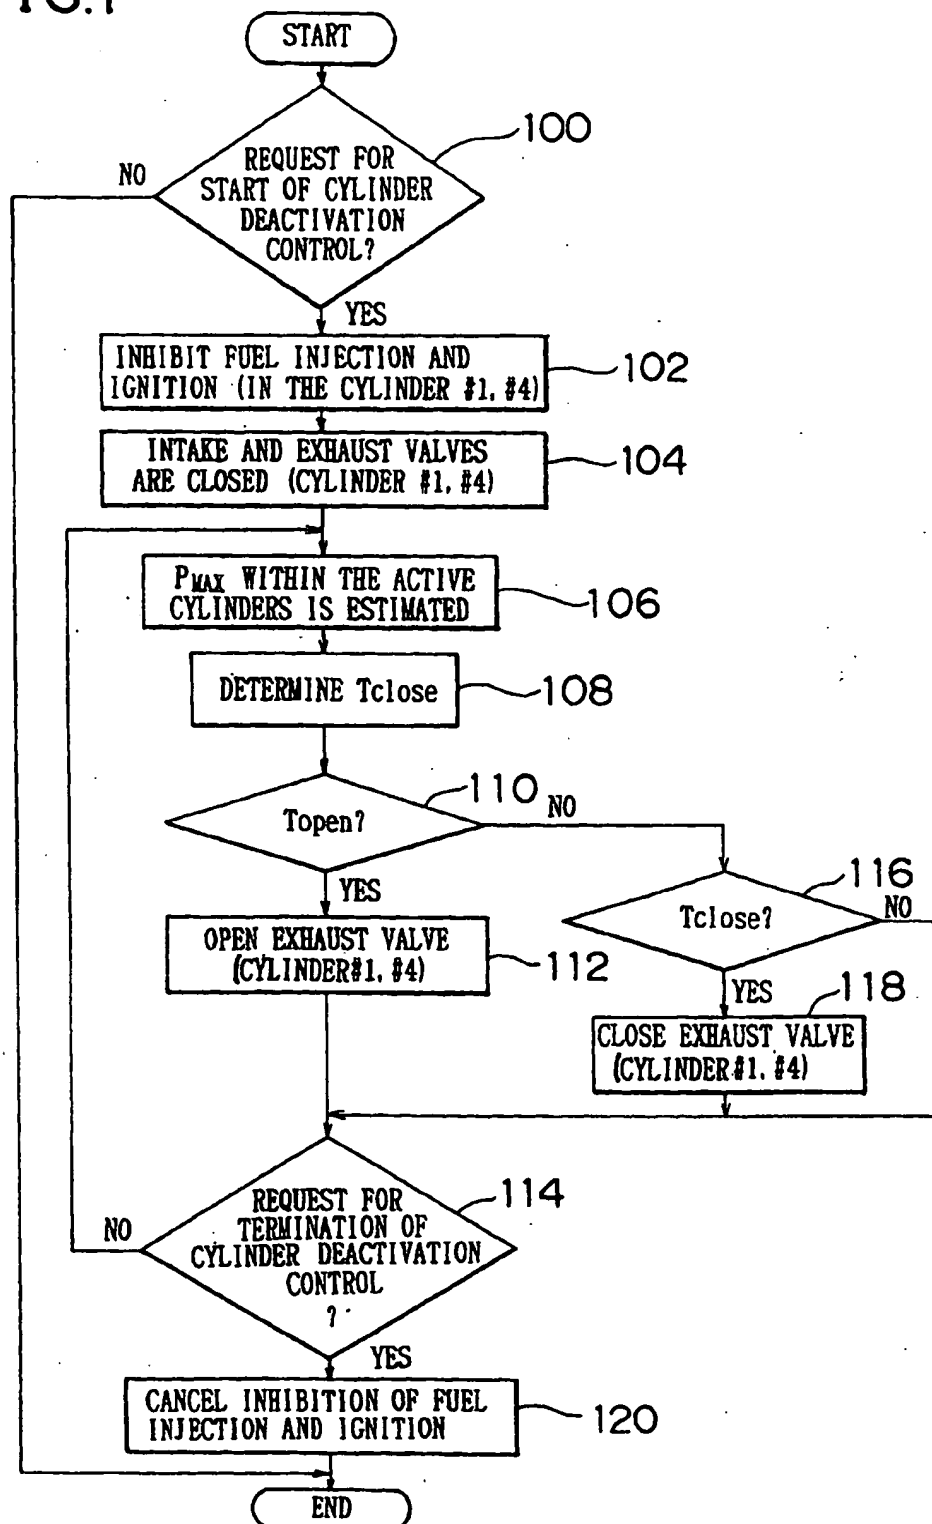 START
100
REQUEST FOR
START OF CYLINDER
DEACTIVATION
CONTROL?
NO
YES
INHIBIT FUEL INJECTION AND
IGNITION (IN THE CYLINDER #1, #4)
102
INTAKE AND EXHAUST VALVES
ARE CLOSED (CYLINDER #1, #4)
104
PMAX WITHIN THE ACTIVE
CYLINDERS IS ESTIMATED
106
DETERMINE Tclose
108
110
Topen?
NO
YES
116
Tclose?
NO
OPEN EXHAUST VALVE
(CYLINDER#1, #4)
112
YES
118
CLOSE EXHAUST VALVE
(CYLINDER#1, #4)
114
REQUEST FOR
TERMINATION OF
CYLINDER DEACTIVATION
CONTROL
?
NO
YES
CANCEL INHIBITION OF FUEL
INJECTION AND IGNITION
120
END